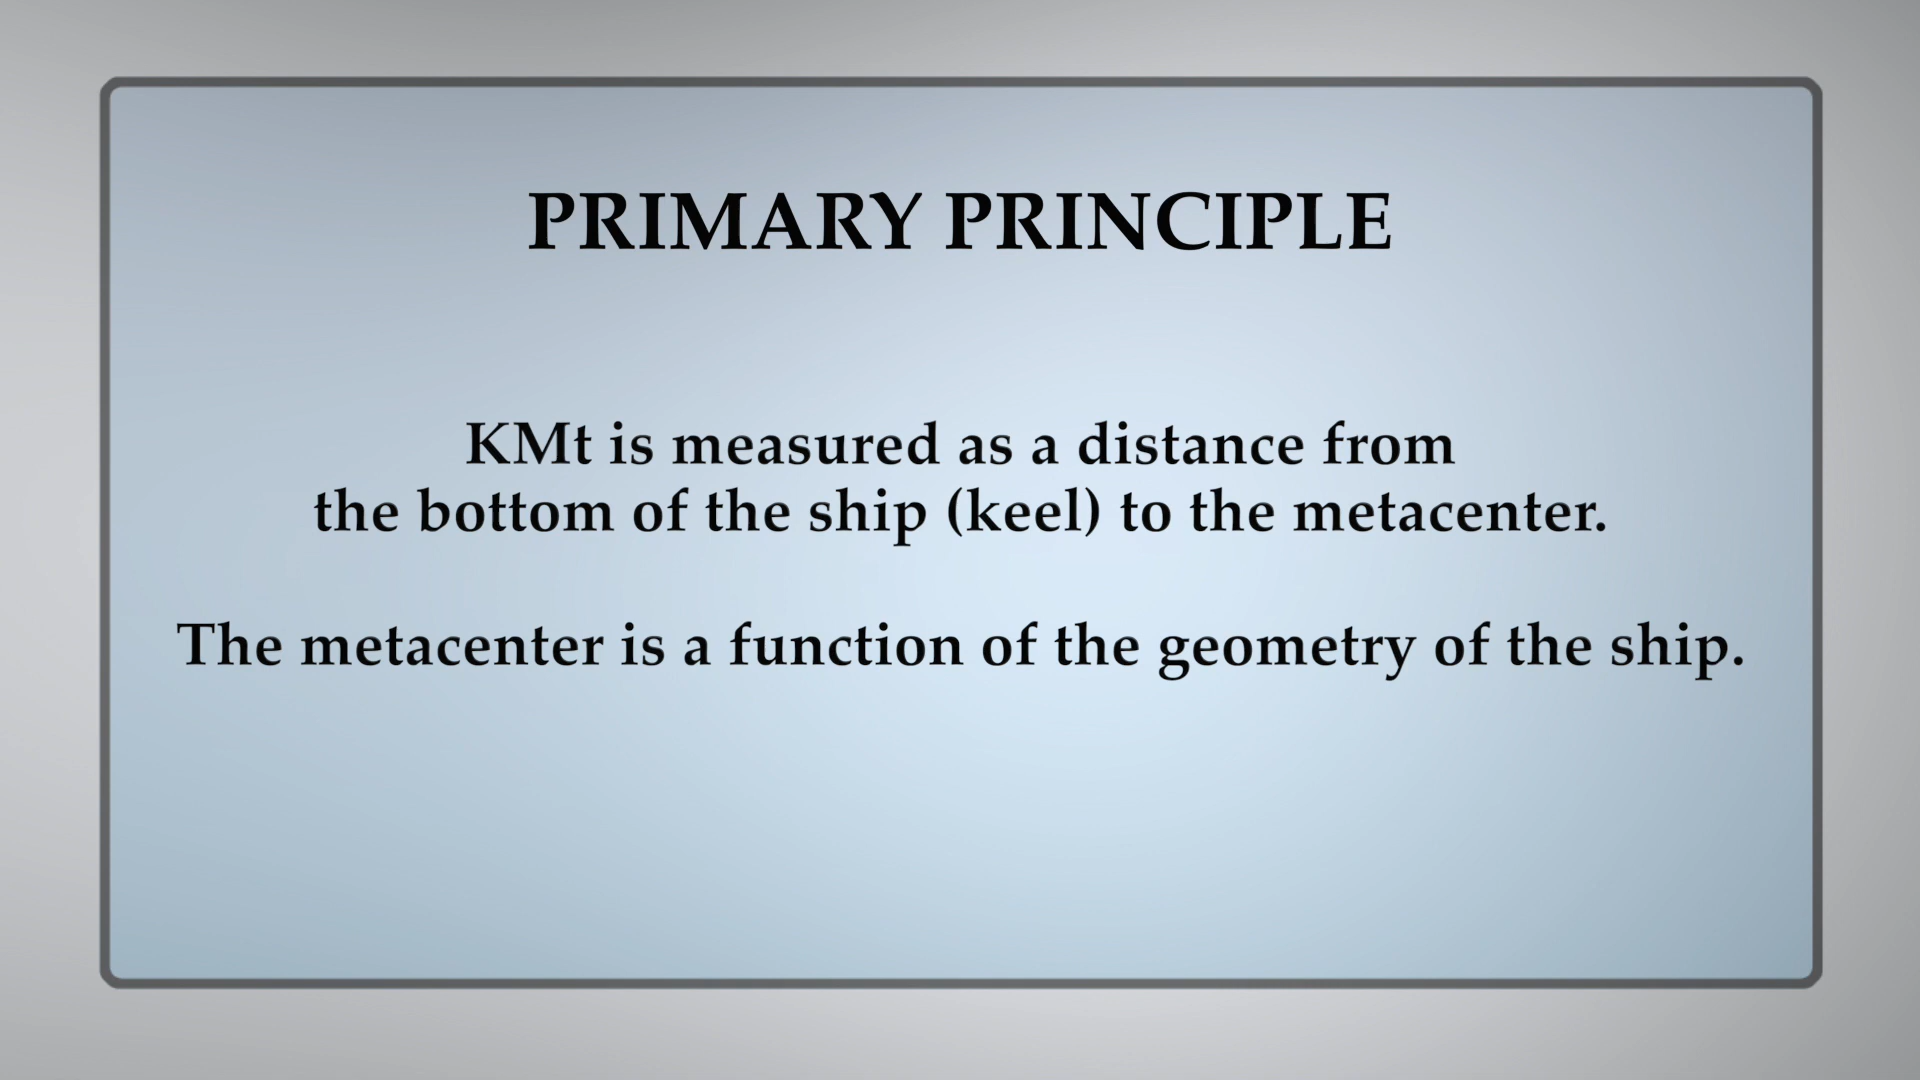 PRIMARY PRINCIPLE
KMt is measured as a distance from
the bottom of the ship (keel) to the metacenter.
The metacenter is a function of the geometry of the ship.